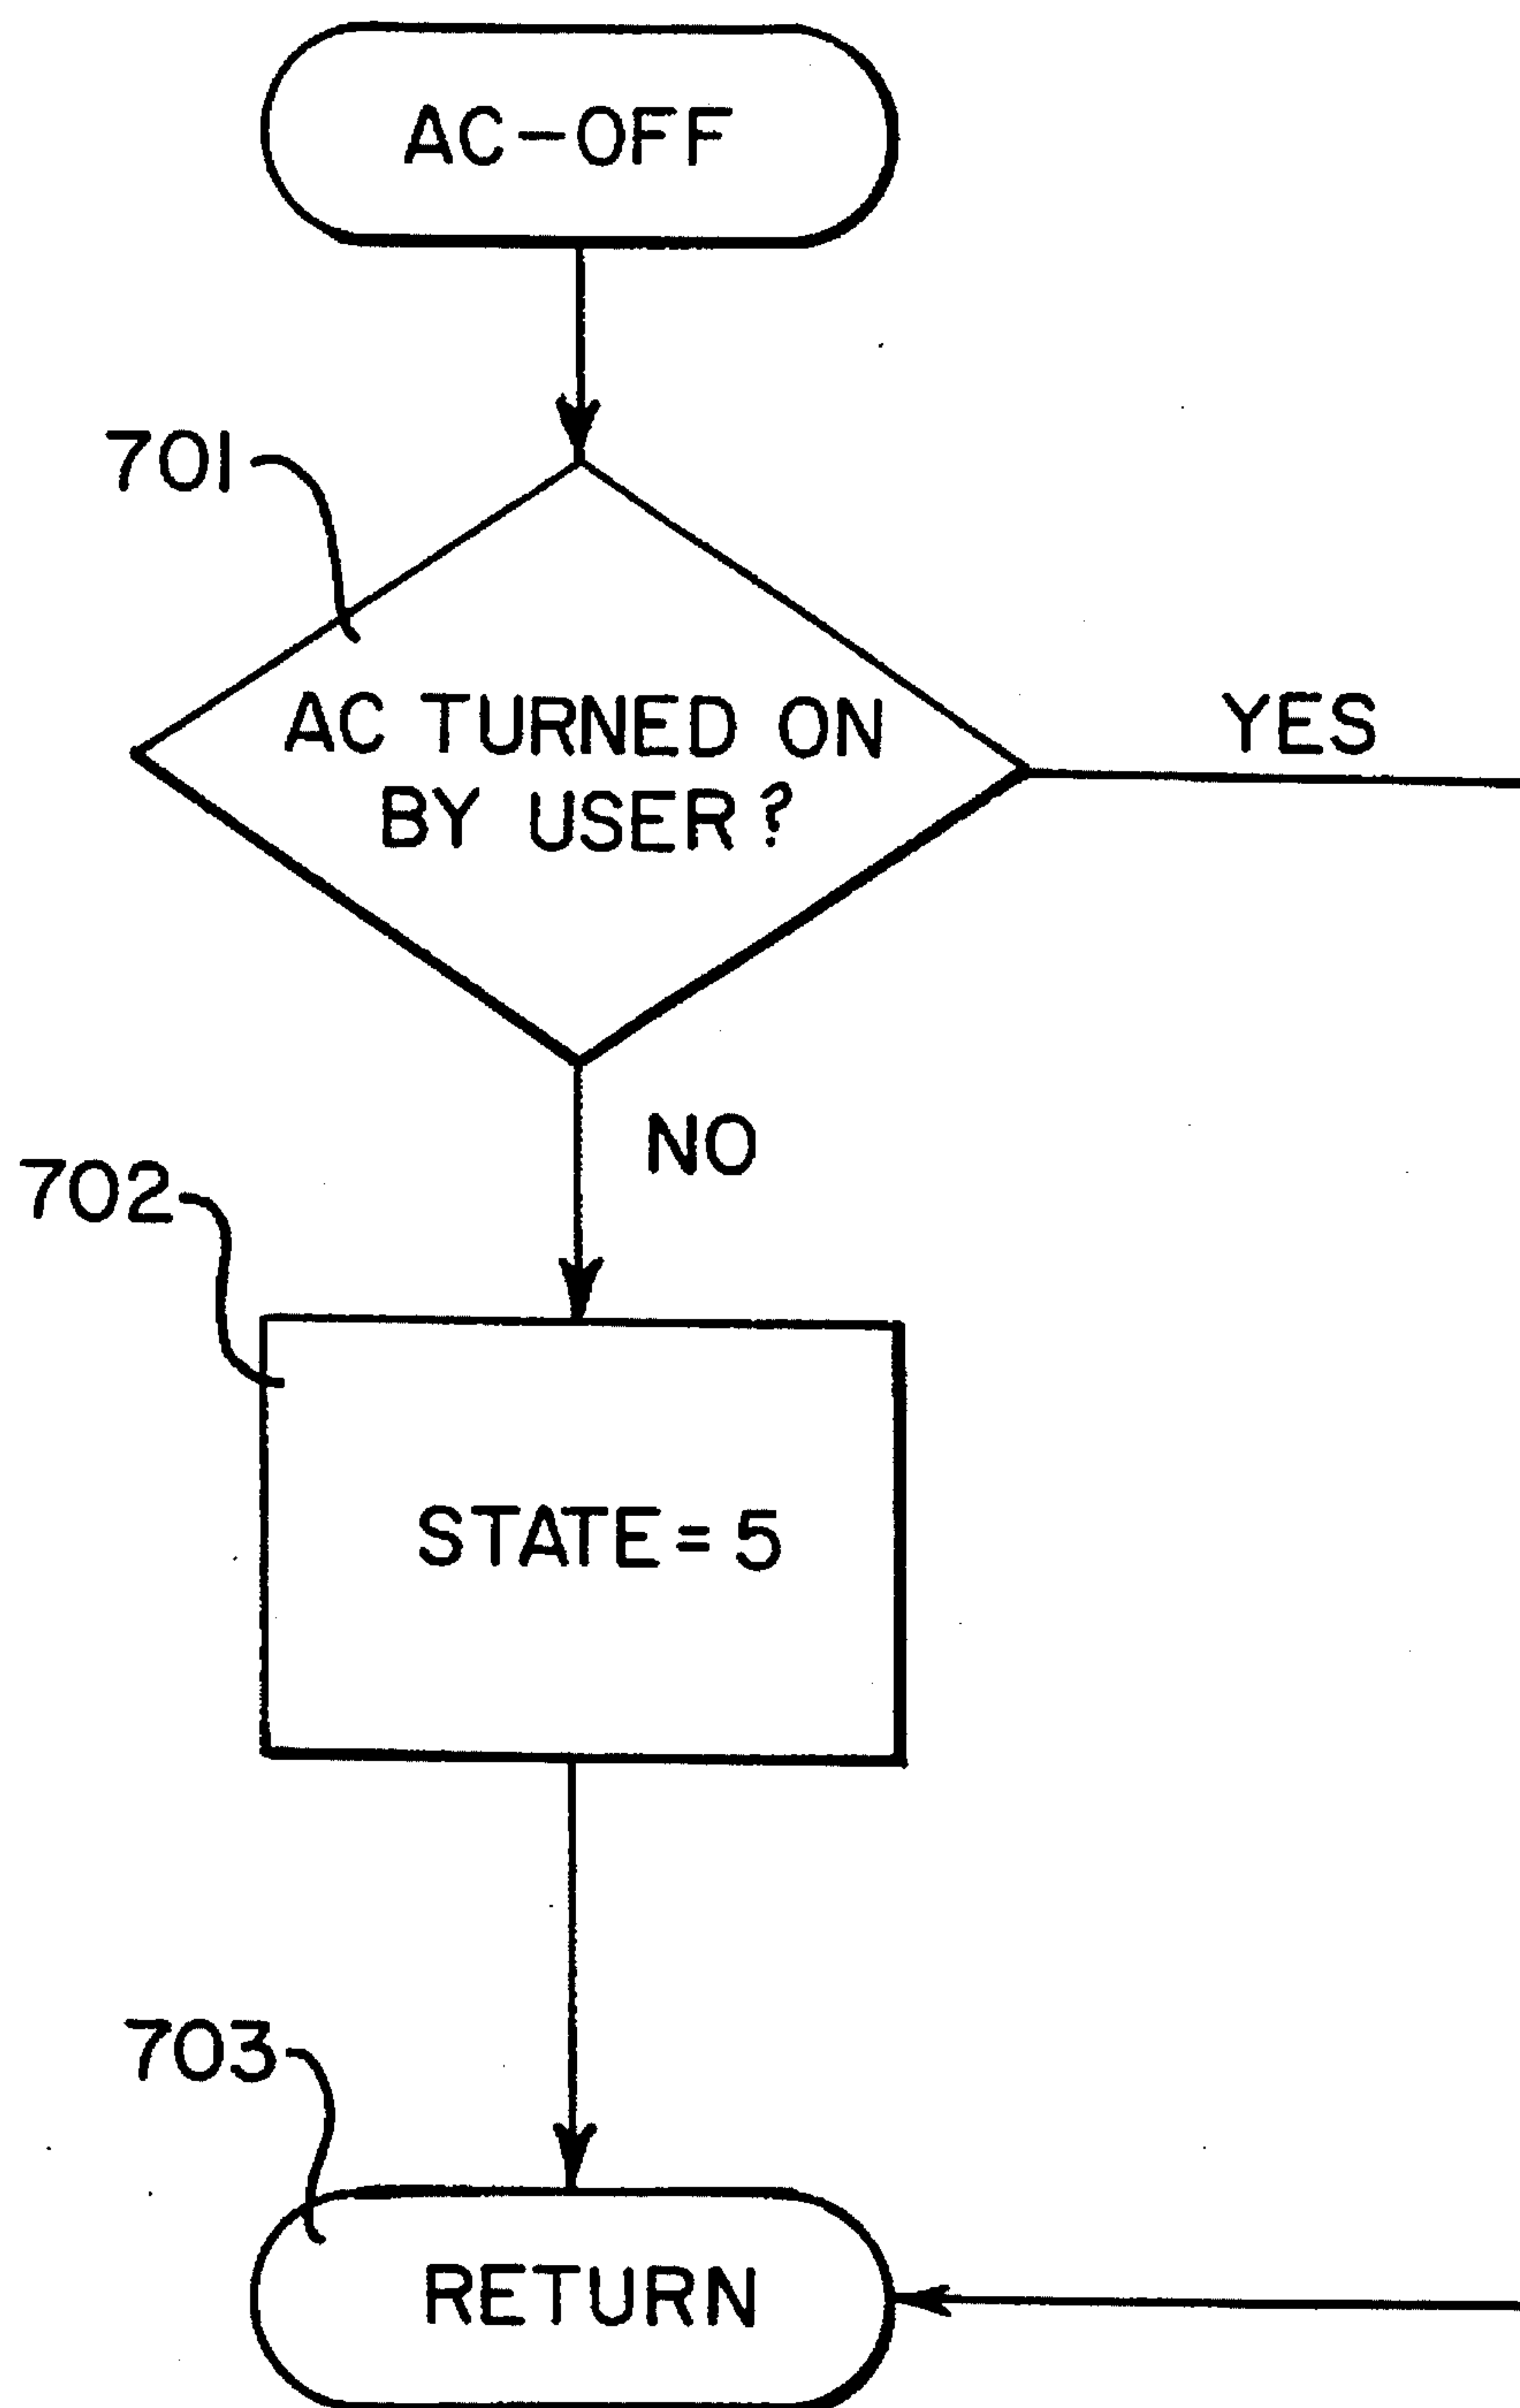 AC-OFF
701
AC TURNED ON
BY USER?
YES
NO
702
STATE=5
703
RETURN